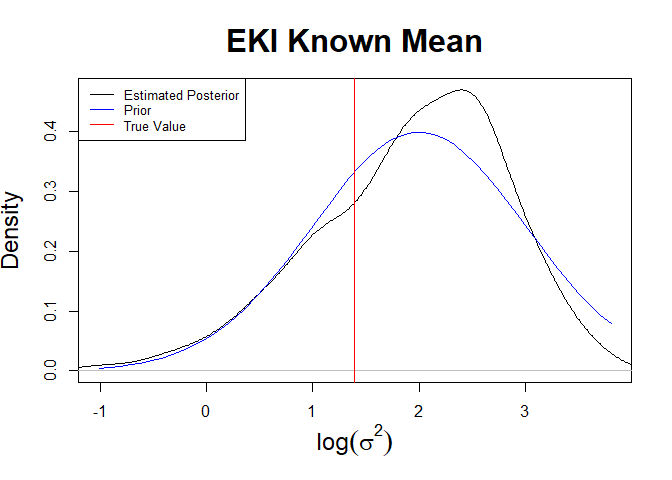 EKI Known Mean
Estimated Posterior
Prior
True Value
Density
0.4
0.3
0.2
0.1
0.0
-1 0 1 2 3
log(σ²)